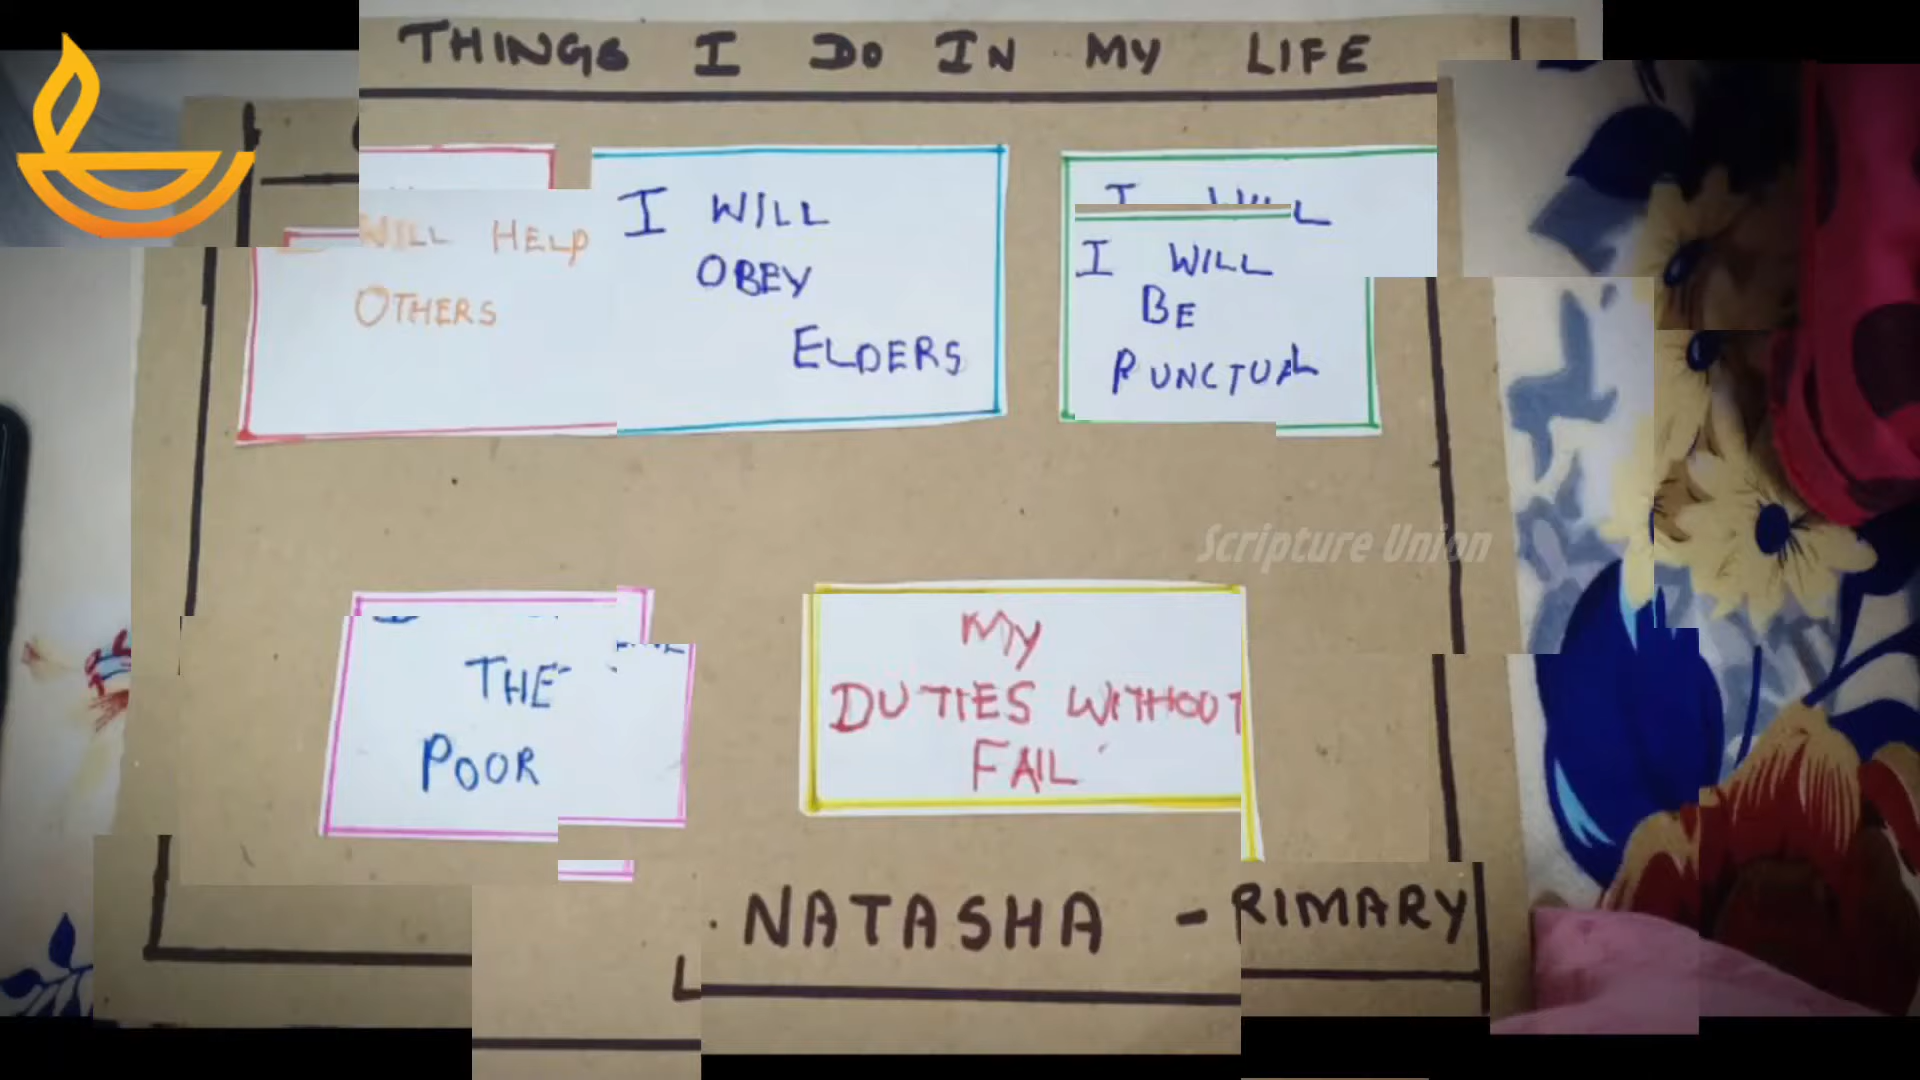 THINGS I DO IN MY LIFE
WILL HELP
OTHERS
I WILL
OBEY
ELDERS
I WILL
I WILL
BE
PUNCTUAL
Scripture Union
THE
POOR
MY
DUTIES WITHOUT
FAIL
NATASHA - RIMARY